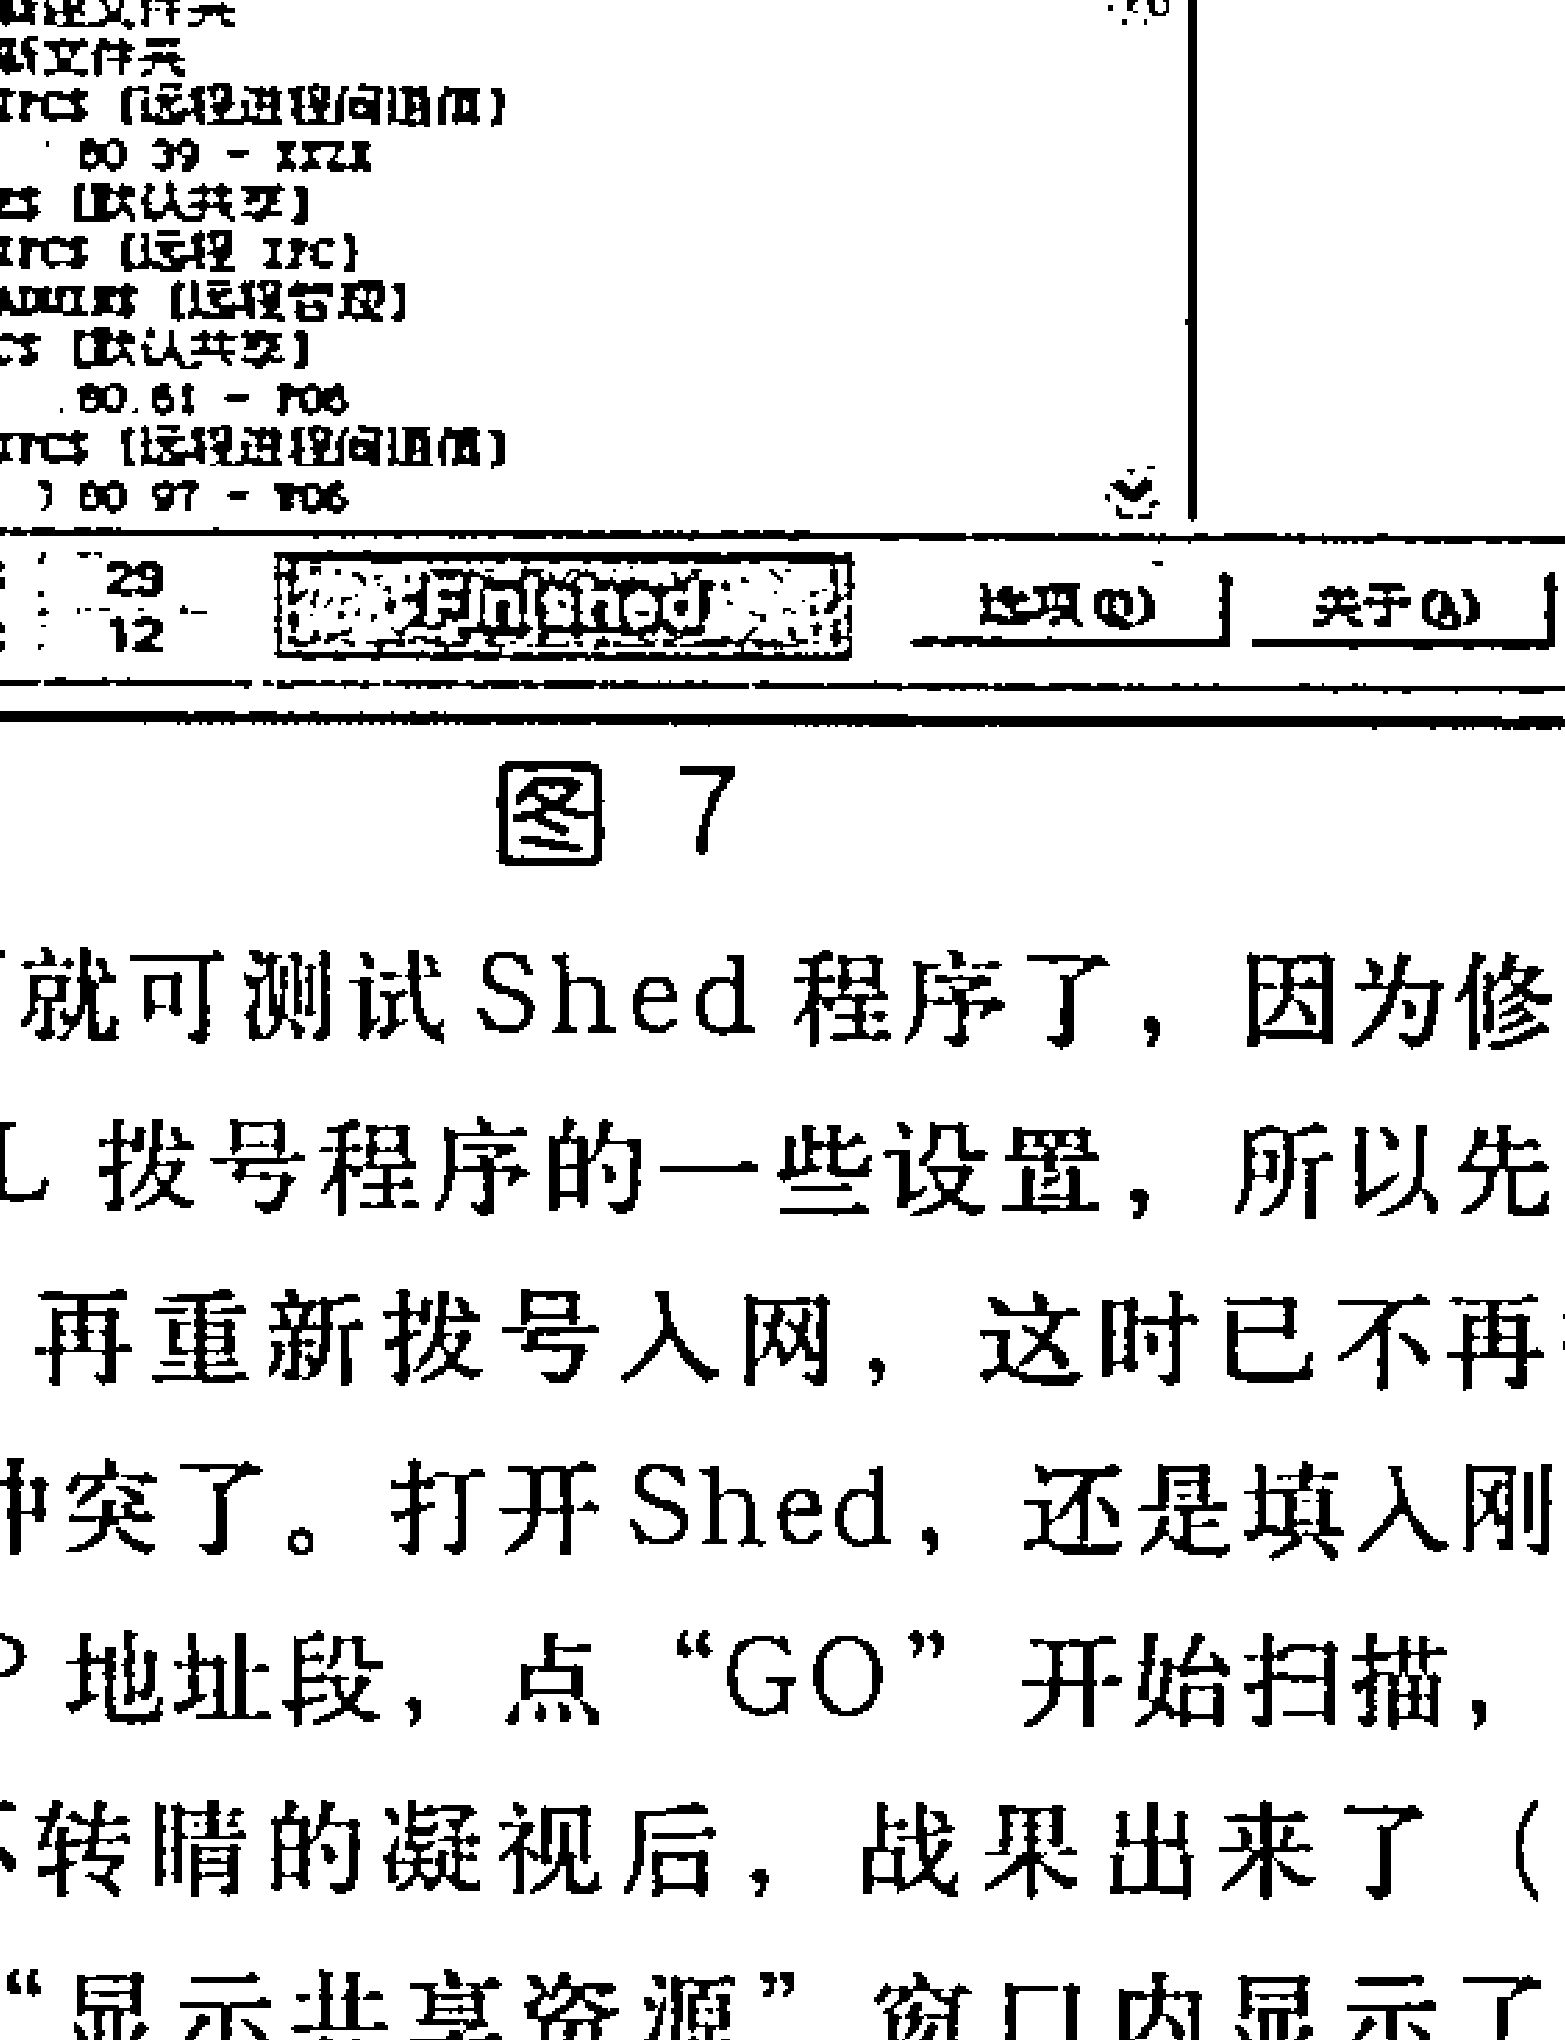 新建文件夹
新文件夹
IPC$ [远程进程间通信]
80 39 - XXZX
[默认共享]
IPC$ [远程 IPC]
ADMIN$ [远程管理]
C$ [默认共享]
.80.61 - P06
IPC$ [远程进程间通信]
80 97
29
12
Finished
选项(O)
关于(A)
图 7
就可测试 Shed 程序了，因为修
L 拨号程序的一些设置，所以先
再重新拨号入网，这时已不再
冲突了。打开 Shed，还是填入刚
P 地址段，点“GO”开始扫描，
不转睛的凝视后，战果出来了（
“显示共享资源”窗口内显示了